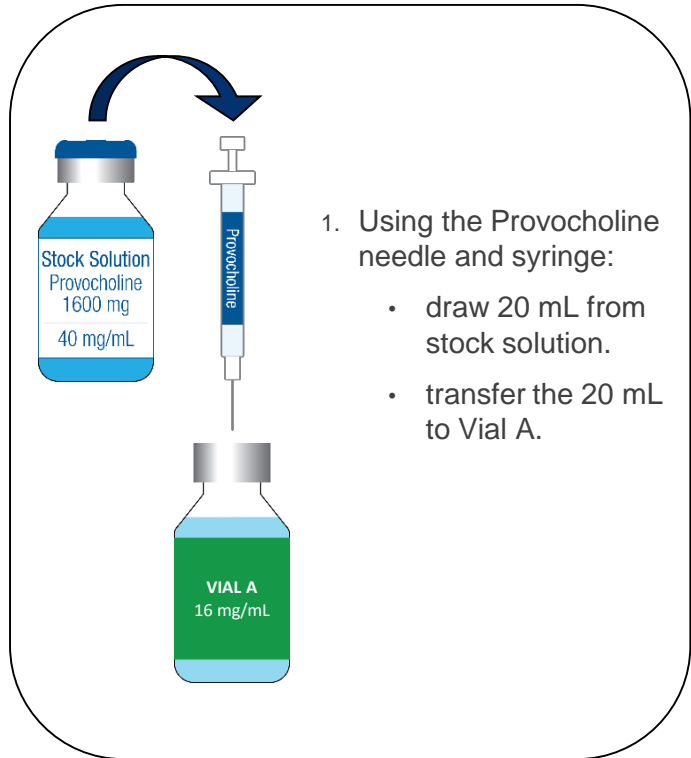 Stock Solution
Provocholine
1600 mg
40 mg/mL
Provocholine
VIAL A
16 mg/mL
1. Using the Provocholine
needle and syringe:
• draw 20 mL from
stock solution.
• transfer the 20 mL
to Vial A.